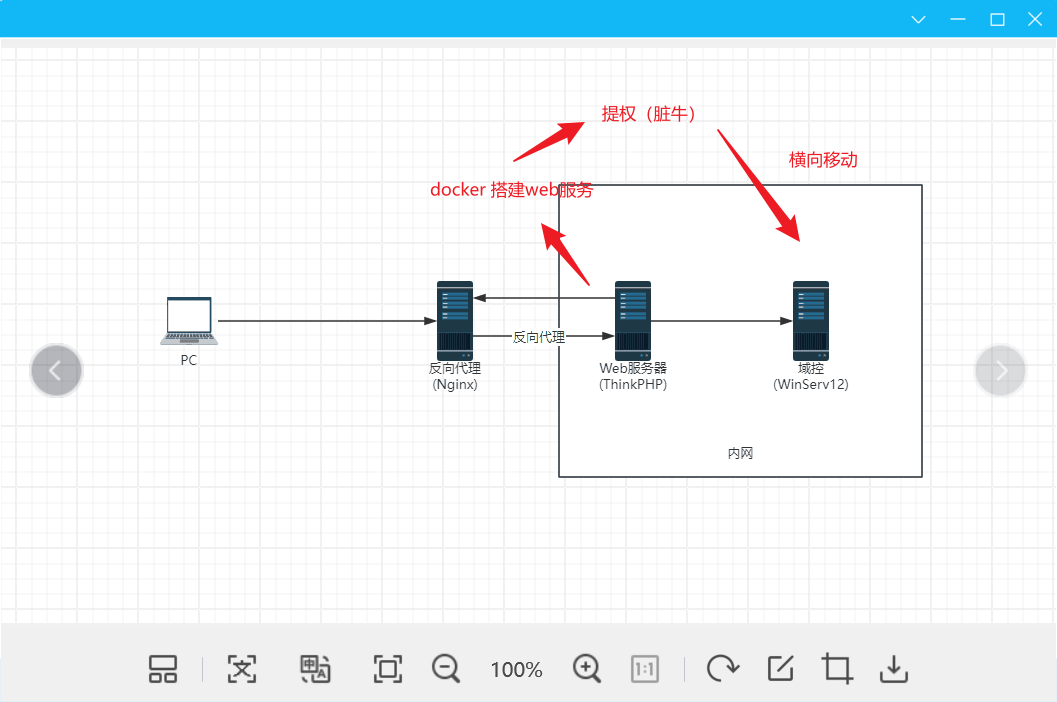 提权（脏牛）
横向移动
docker 搭建web服务
反向代理
PC
反向代理
(Nginx)
Web服务器
(ThinkPHP)
域控
(WinServ12)
内网
100%
1:1